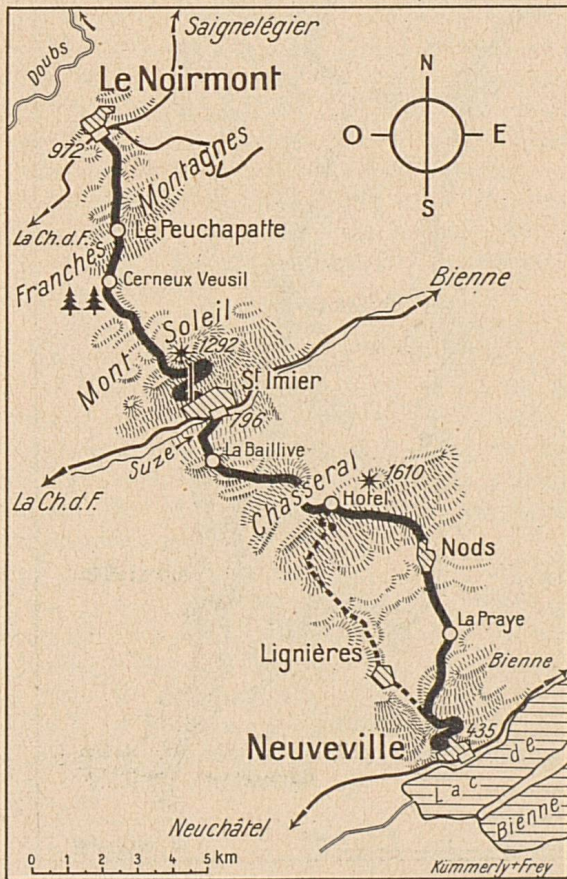 Saignelégier
Doubs
Le Noirmont
N
O
E
S
972
Franches Montagnes
La Ch.d.F.
Le Peuchapatte
Cerneux Veusil
Bienne
Mont Soleil
1292
St Imier
796
Suze
La Baillive
La Ch.d.F.
Chasseral
1610
Hotel
Nods
La Praye
Lignières
Bienne
435
Neuveville
Lac de
Bienne
Neuchâtel
0 1 2 3 4 5 km
Kümmerly+Frey